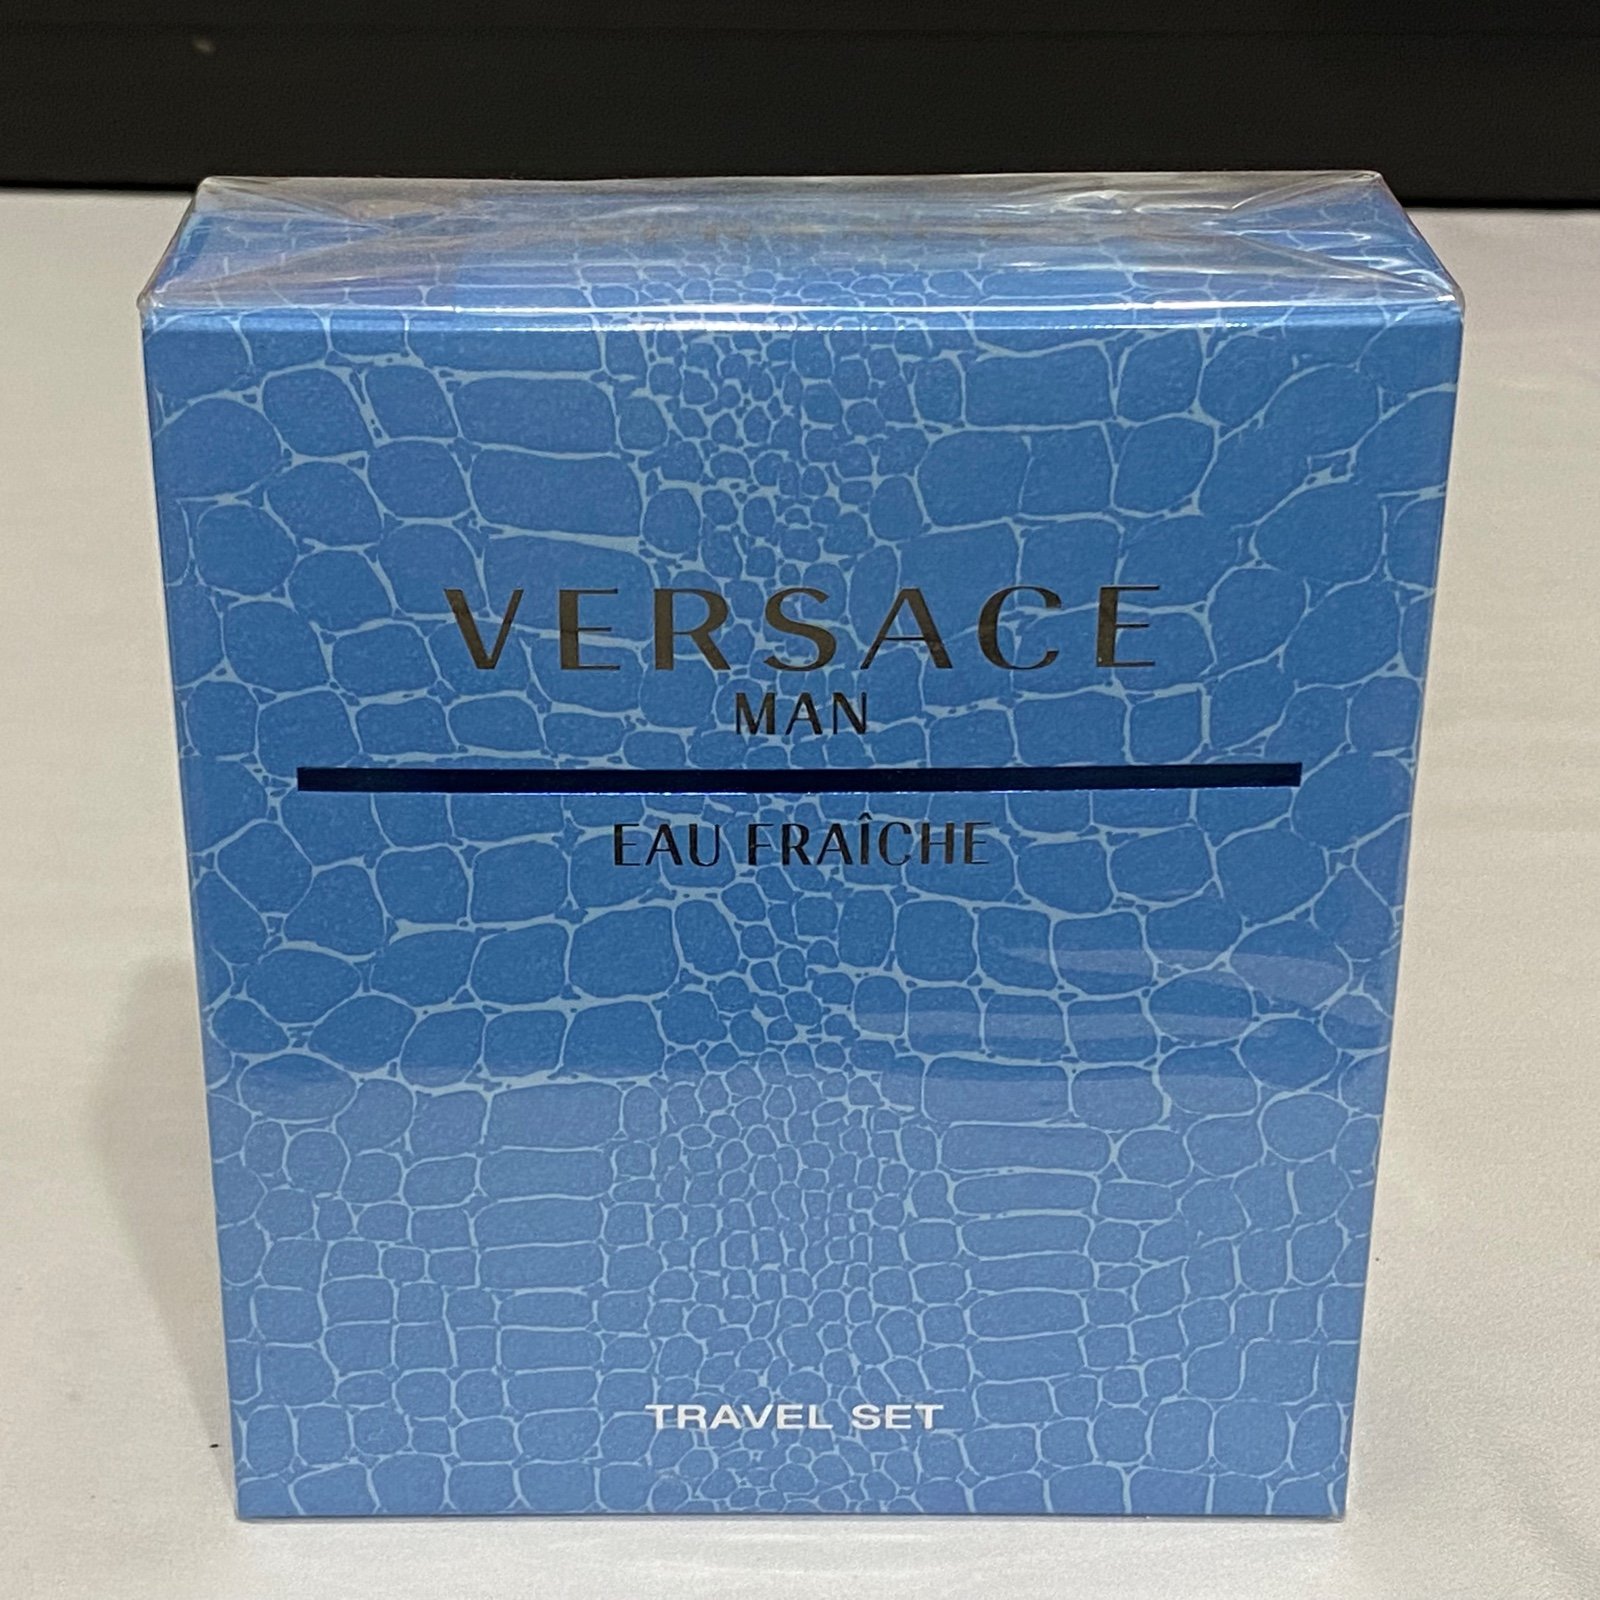 VERSACE
MAN
EAU FRAÎCHE
TRAVEL SET